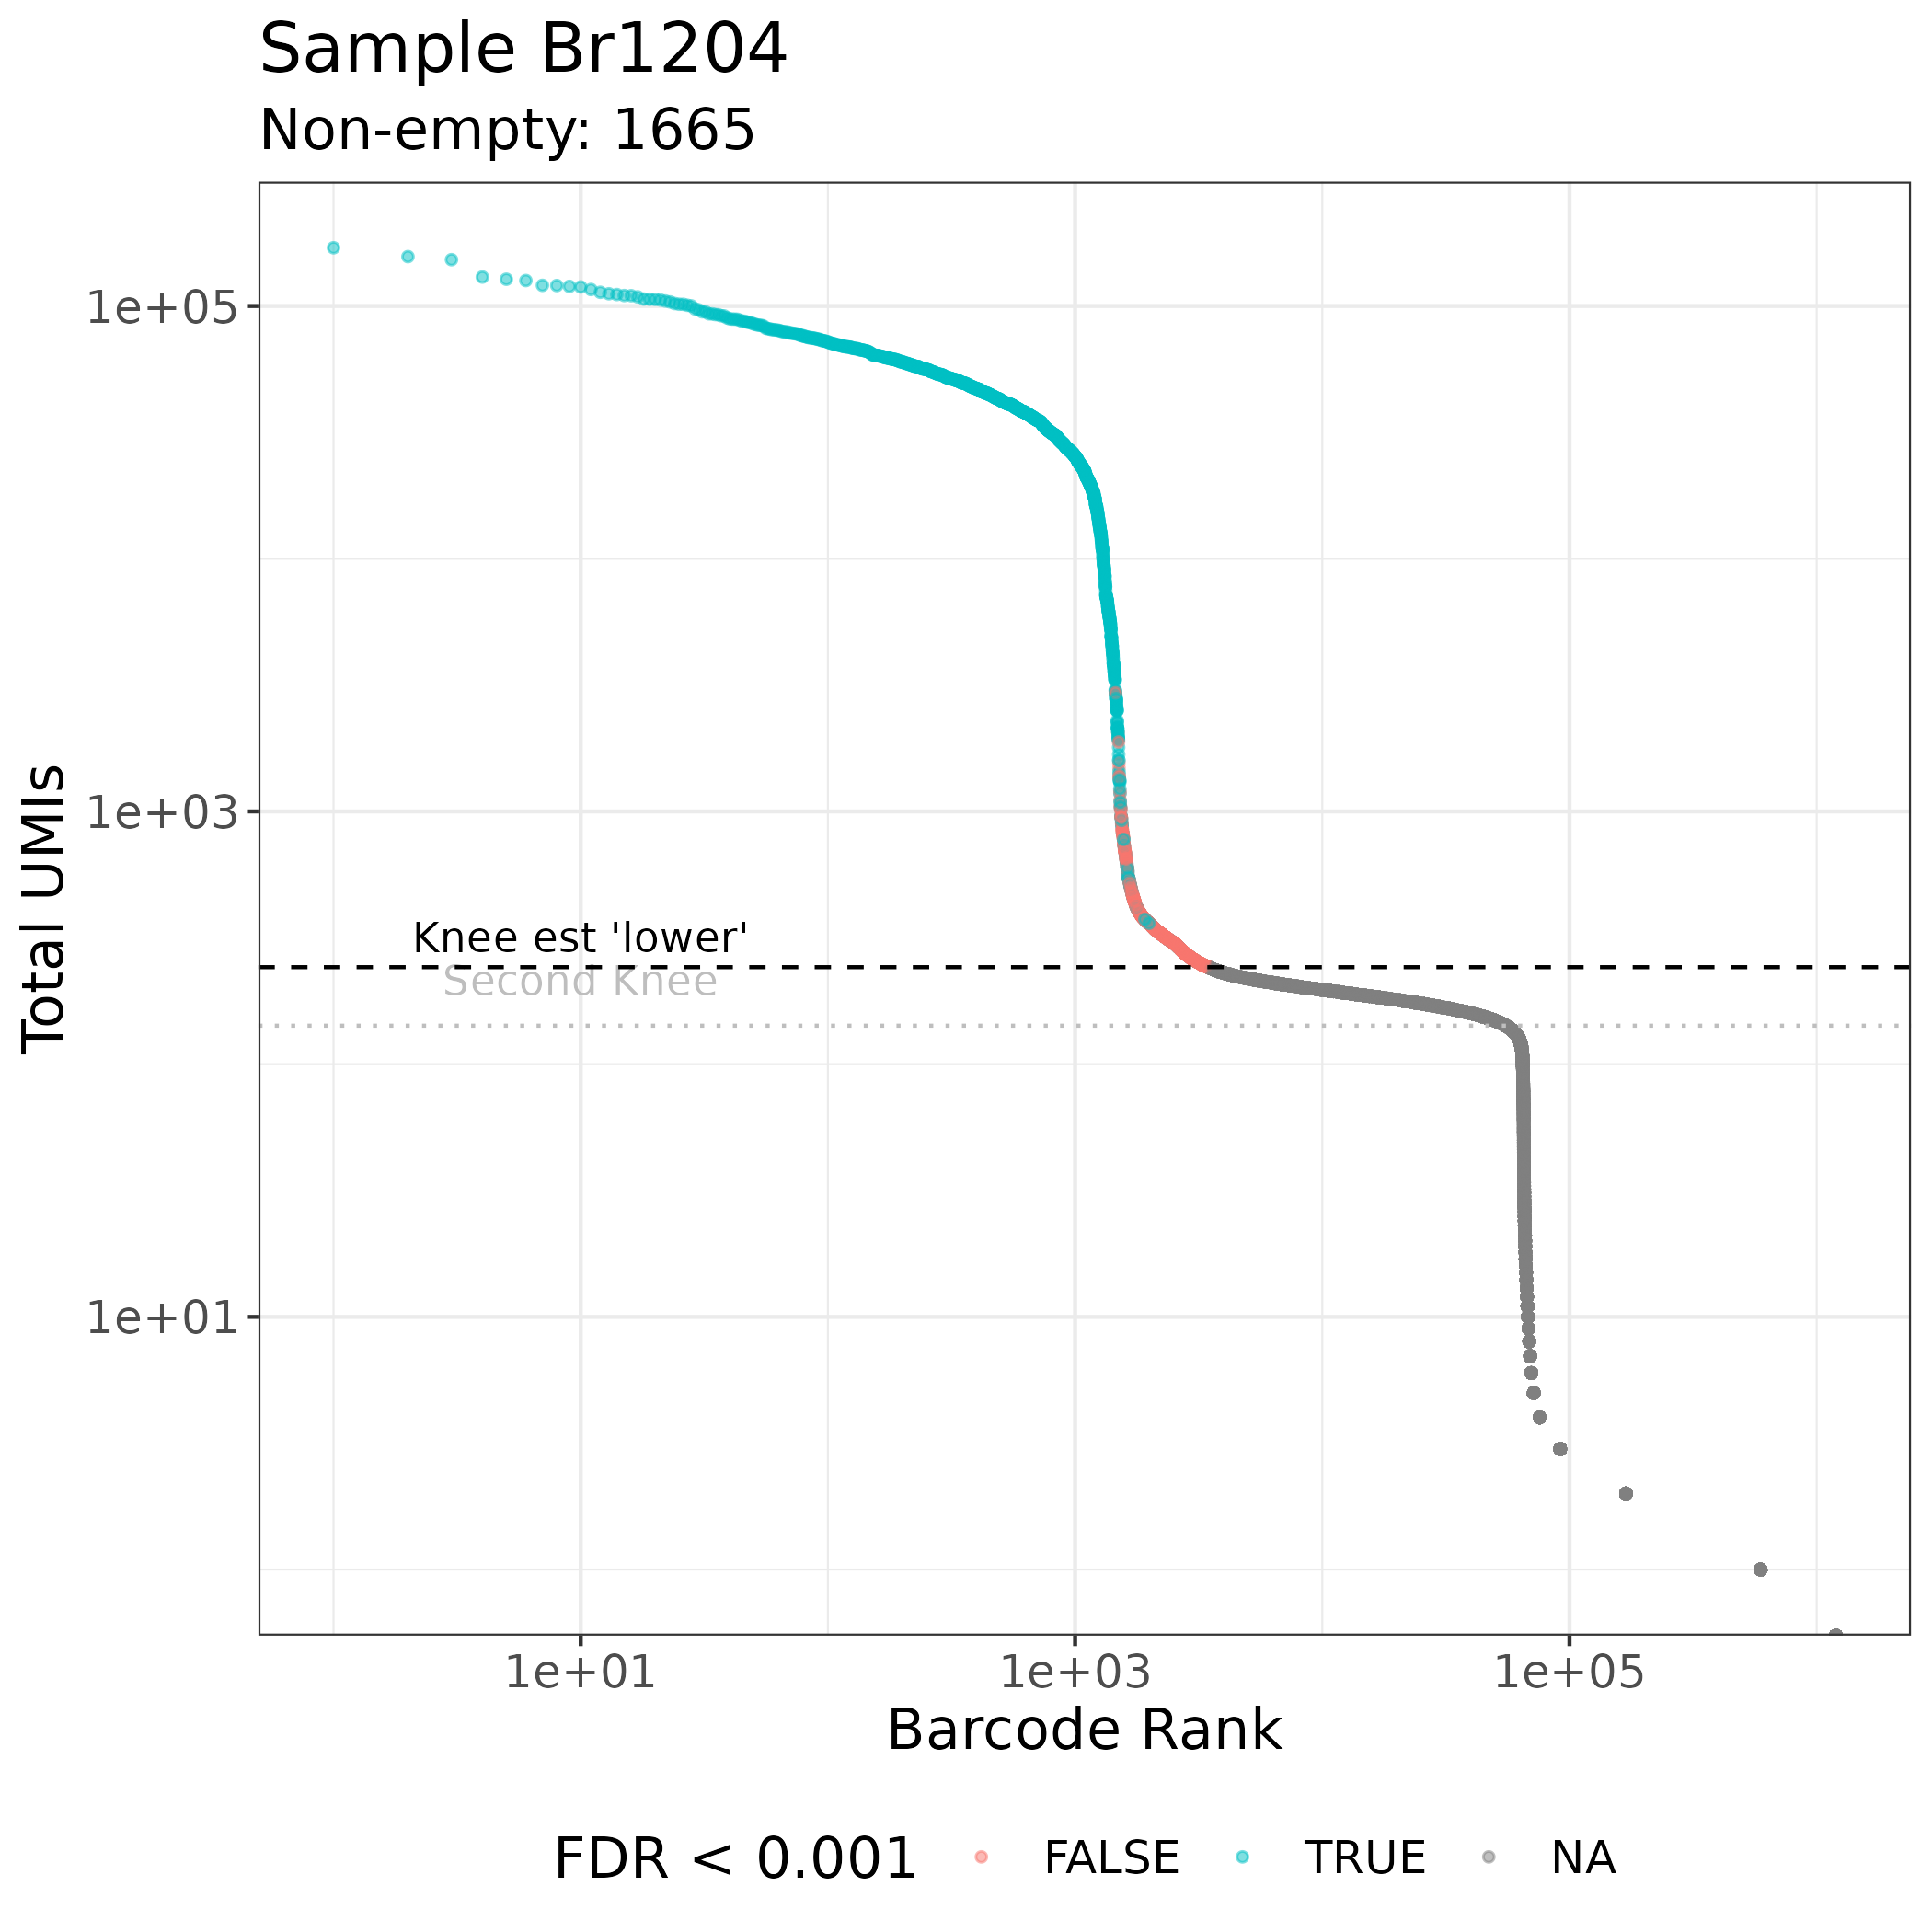 Sample Br1204
Non-empty: 1665
Total UMIs
1e+05
1e+03
1e+01
Knee est 'lower'
Second Knee
1e+01 1e+03 1e+05
Barcode Rank
FDR < 0.001 FALSE TRUE NA